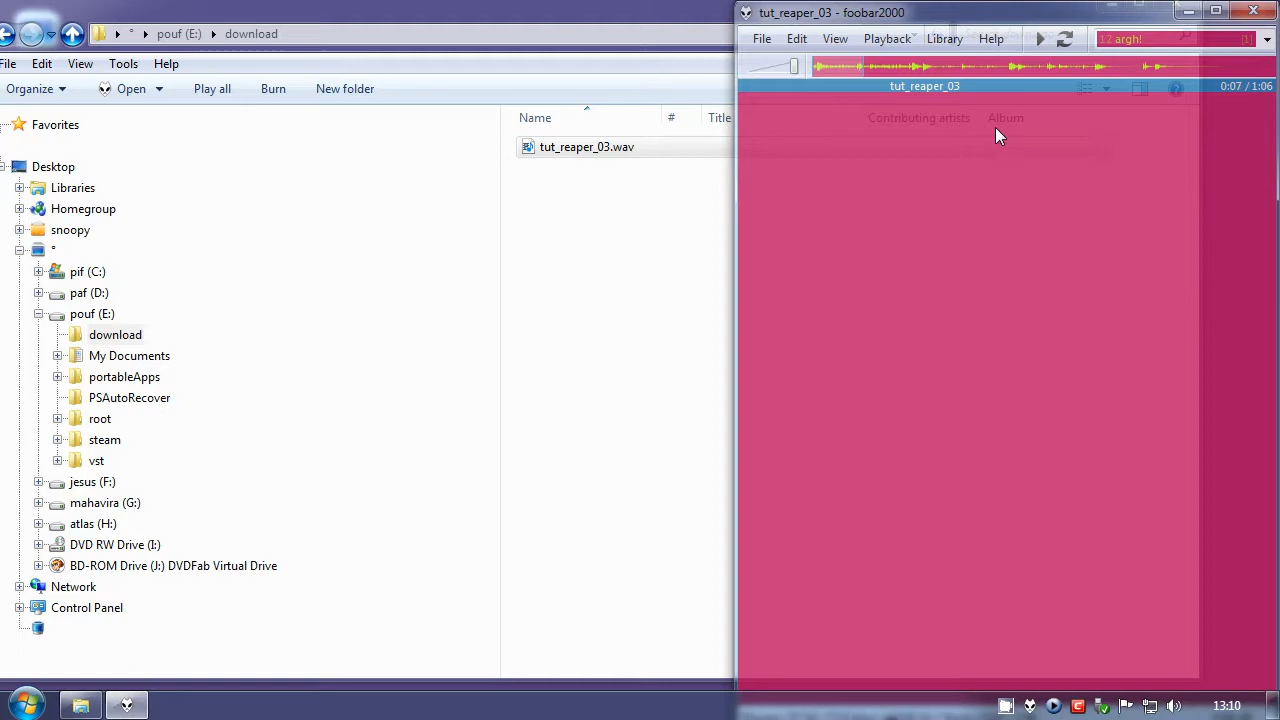 pouf (E:)
download
File
Edit
View
Tools
Help
Organize
Open
Play all
Burn
New folder
Favorites
Desktop
Libraries
Homegroup
snoopy
°
pif (C:)
paf (D:)
pouf (E:)
download
My Documents
portableApps
PSAutoRecover
root
steam
vst
jesus (F:)
mahavira (G:)
atlas (H:)
DVD RW Drive (I:)
BD-ROM Drive (J:) DVDFab Virtual Drive
Network
Control Panel
Name
#
Title
Contributing artists
Album
tut_reaper_03.wav
tut_reaper_03 - foobar2000
File
Edit
View
Playback
Library
Help
12 argh!
[1]
tut_reaper_03
0:07 / 1:06
13:10